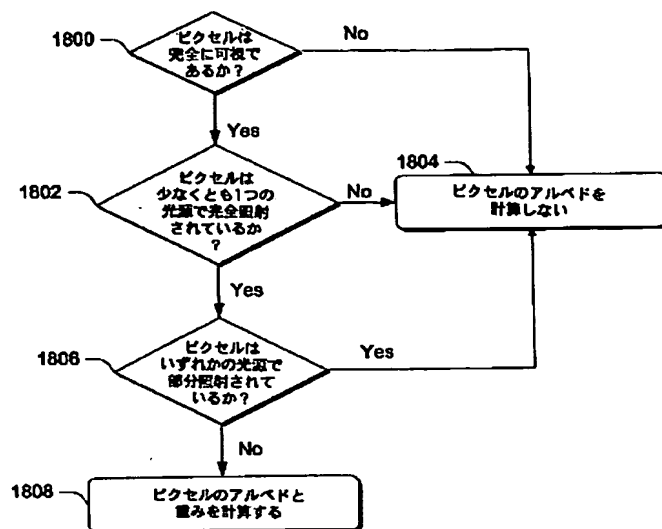 1800
ピクセルは
完全に可視で
あるか？
No
Yes
1802
ピクセルは
少なくとも1つの
光源で完全照射
されているか
？
No
1804
ピクセルのアルベドを
計算しない
Yes
1806
ピクセルは
いずれかの光源で
部分照射されて
いるか？
Yes
No
1808
ピクセルのアルベドと
重みを計算する